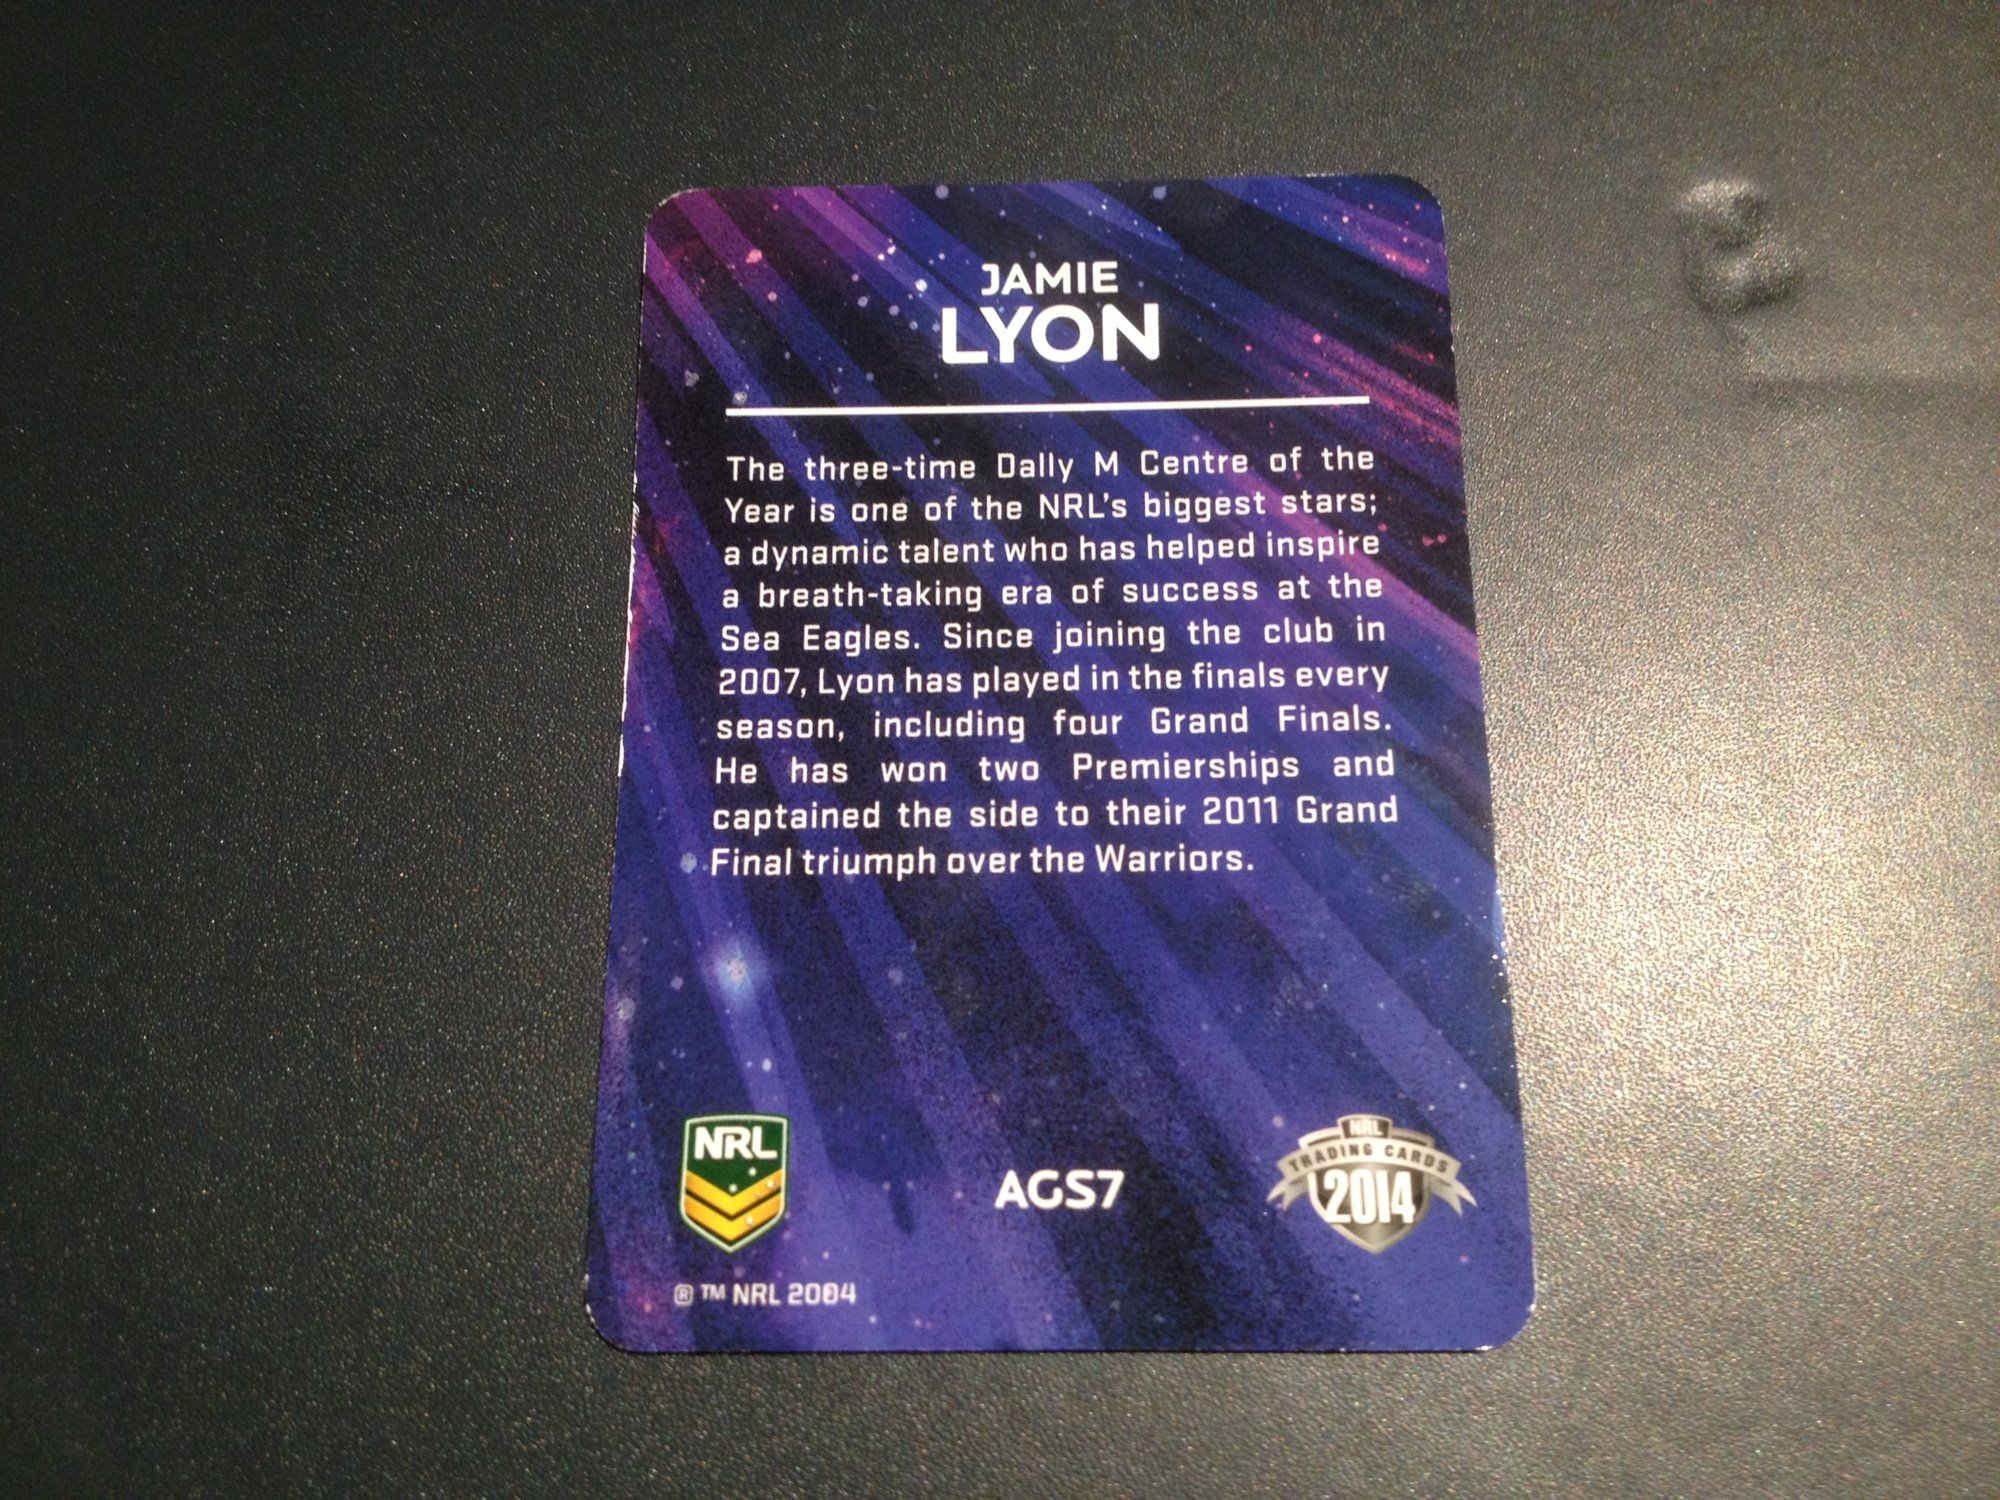 JAMIE
LYON
The three-time Dally M Centre of the
Year is one of the NRL's biggest stars;
a dynamic talent who has helped inspire
a breath-taking era of success at the
Sea Eagles. Since joining the club in
2007, Lyon has played in the finals every
season, including four Grand Finals.
He has won two Premierships and
captained the side to their 2011 Grand
Final triumph over the Warriors.
NRL
AGS7
NRL
TRADING CARDS
2014
® ™ NRL 2004